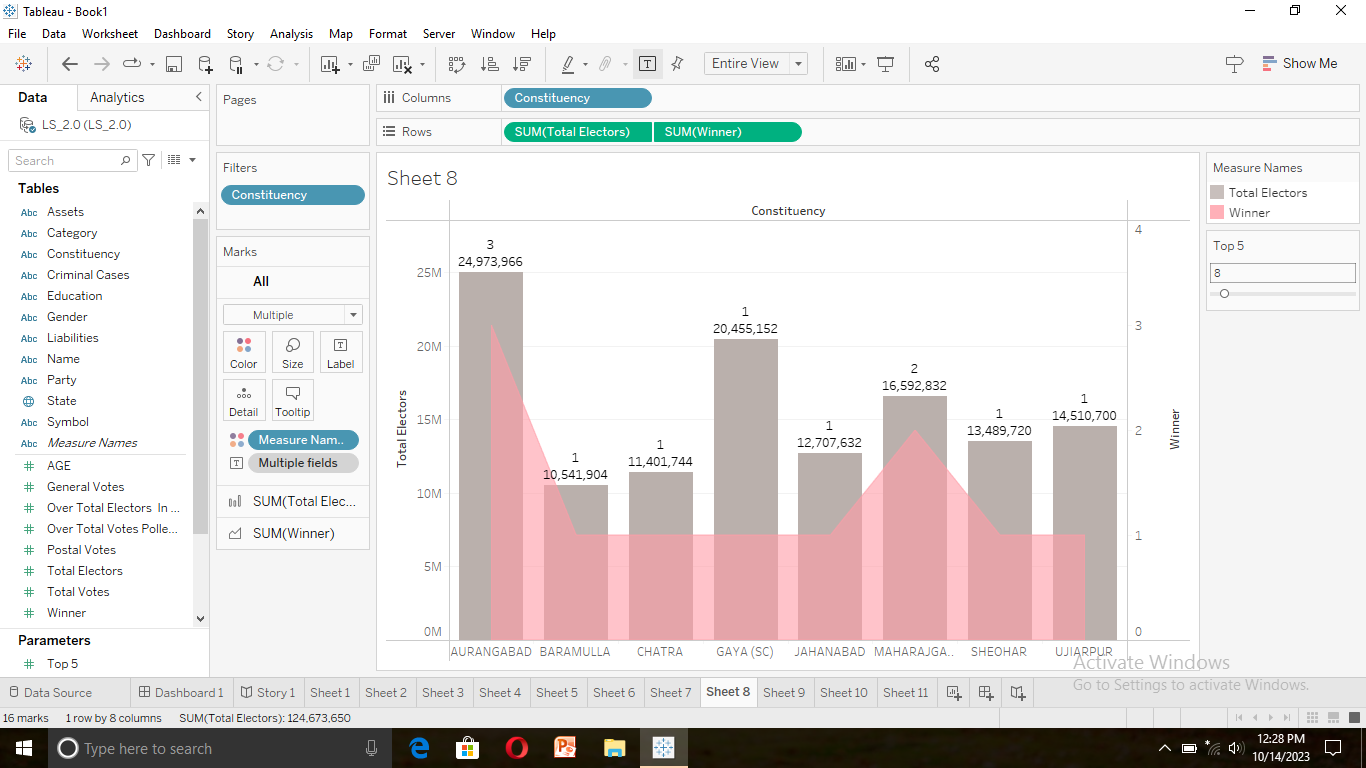 Tableau - Book1
File Data Worksheet Dashboard Story Analysis Map Format Server Window Help
Entire View
Show Me
Data Analytics
LS_2.0 (LS_2.0)
Search
Tables
Abc Assets
Abc Category
Abc Constituency
Abc Criminal Cases
Abc Education
Abc Gender
Abc Liabilities
Abc Name
Abc Party
State
Abc Symbol
Abc Measure Names
# AGE
# General Votes
# Over Total Electors In ...
# Over Total Votes Polle...
# Postal Votes
# Total Electors
# Total Votes
# Winner
Parameters
# Top 5
Pages
Filters
Constituency
Marks
All
Multiple
Color Size Label
Detail Tooltip
Measure Nam..
Multiple fields
SUM(Total Elec...
SUM(Winner)
Columns Constituency
Rows SUM(Total Electors) SUM(Winner)
Sheet 8
Constituency
3
24,973,966
1
10,541,904
1
11,401,744
1
20,455,152
1
12,707,632
2
16,592,832
1
13,489,720
1
14,510,700
Total Electors
25M
20M
15M
10M
5M
0M
Winner
4
3
2
1
0
AURANGABAD BARAMULLA CHATRA GAYA (SC) JAHANABAD MAHARAJGA.. SHEOHAR UJIARPUR
Measure Names
Total Electors
Winner
Top 5
8
Activate Windows
Go to Settings to activate Windows.
Data Source Dashboard 1 Story 1 Sheet 1 Sheet 2 Sheet 3 Sheet 4 Sheet 5 Sheet 6 Sheet 7 Sheet 8 Sheet 9 Sheet 10 Sheet 11
16 marks 1 row by 8 columns SUM(Total Electors): 124,673,650
Type here to search
12:28 PM
10/14/2023